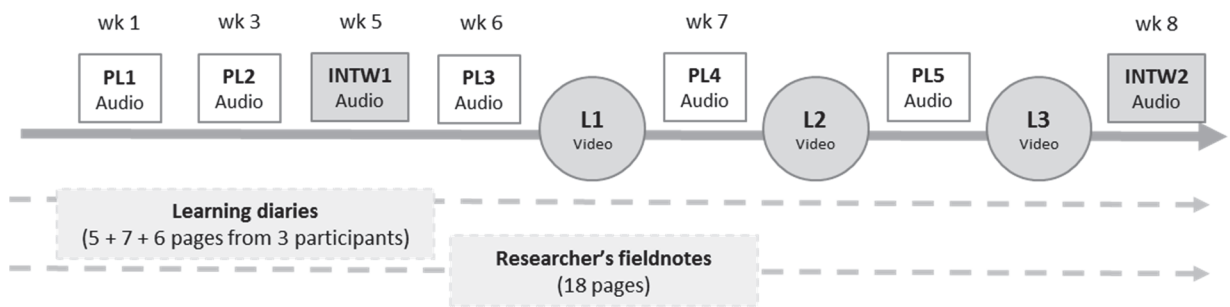 wk 1
wk 3
wk 5
wk 6
wk 7
wk 8
PL1
Audio
PL2
Audio
INTW1
Audio
PL3
Audio
L1
Video
PL4
Audio
L2
Video
PL5
Audio
L3
Video
INTW2
Audio
Learning diaries
(5 + 7 + 6 pages from 3 participants)
Researcher's fieldnotes
(18 pages)